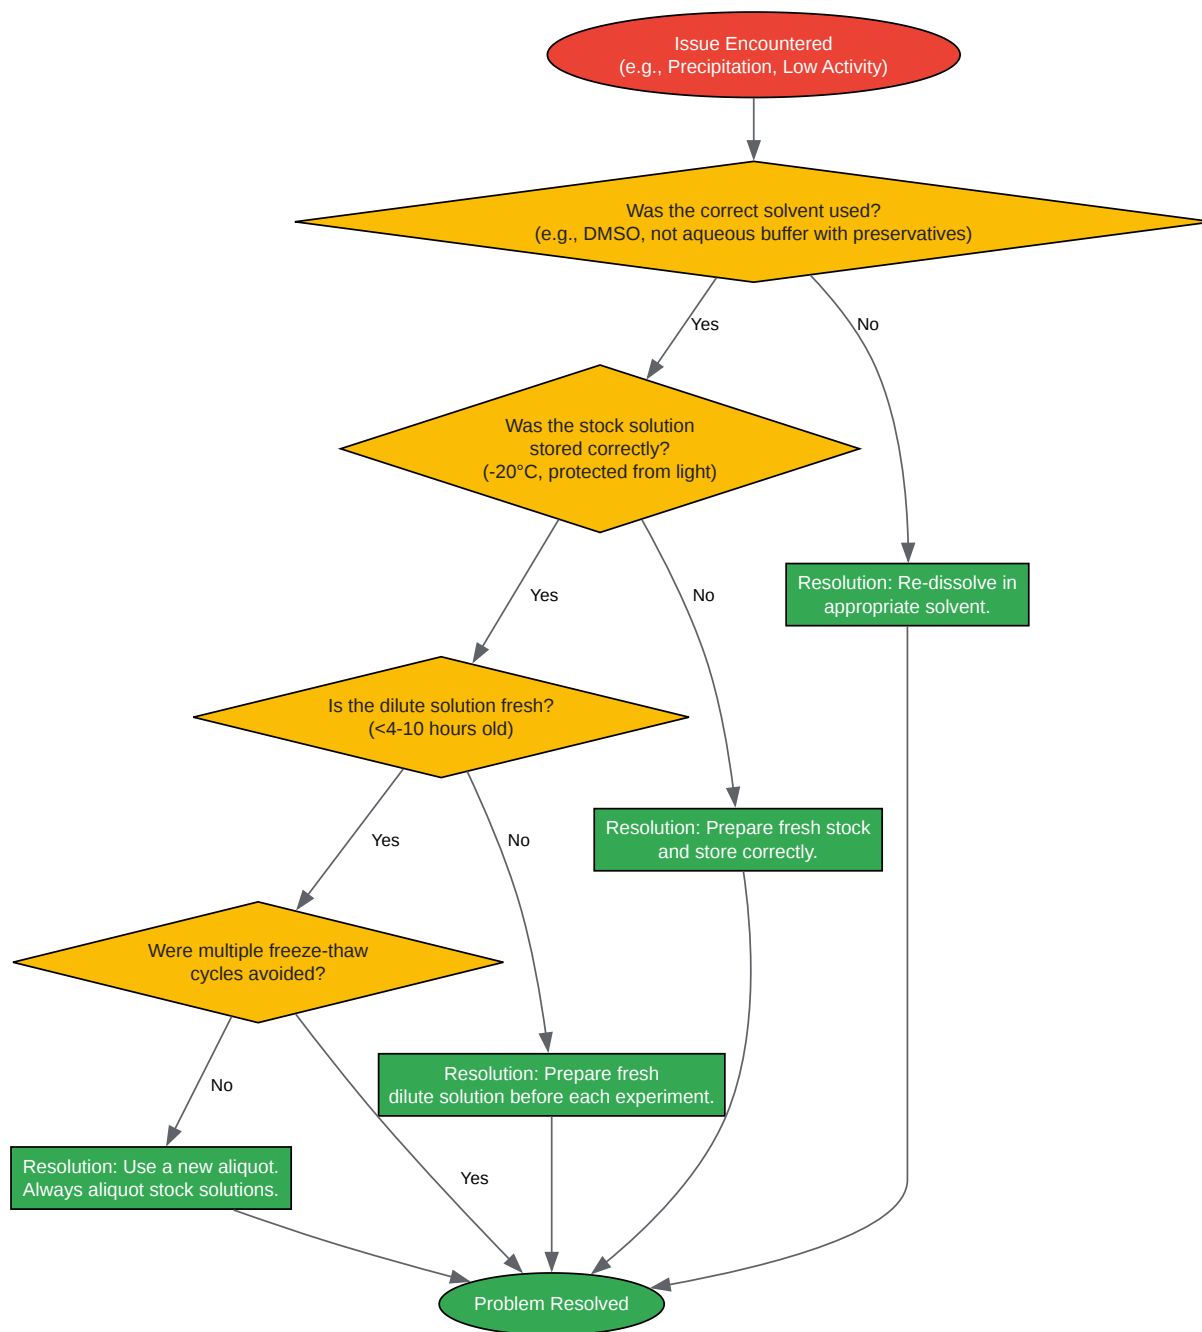 Issue Encountered
(e.g., Precipitation, Low Activity)
Was the correct solvent used?
(e.g., DMSO, not aqueous buffer with preservatives)
Yes
No
Was the stock solution
stored correctly?
(-20°C, protected from light)
Yes
No
Resolution: Re-dissolve in
appropriate solvent.
Is the dilute solution fresh?
(<4-10 hours old)
Yes
No
Resolution: Prepare fresh stock
and store correctly.
Were multiple freeze-thaw
cycles avoided?
No
Yes
Resolution: Prepare fresh
dilute solution before each experiment.
Resolution: Use a new aliquot.
Always aliquot stock solutions.
Problem Resolved